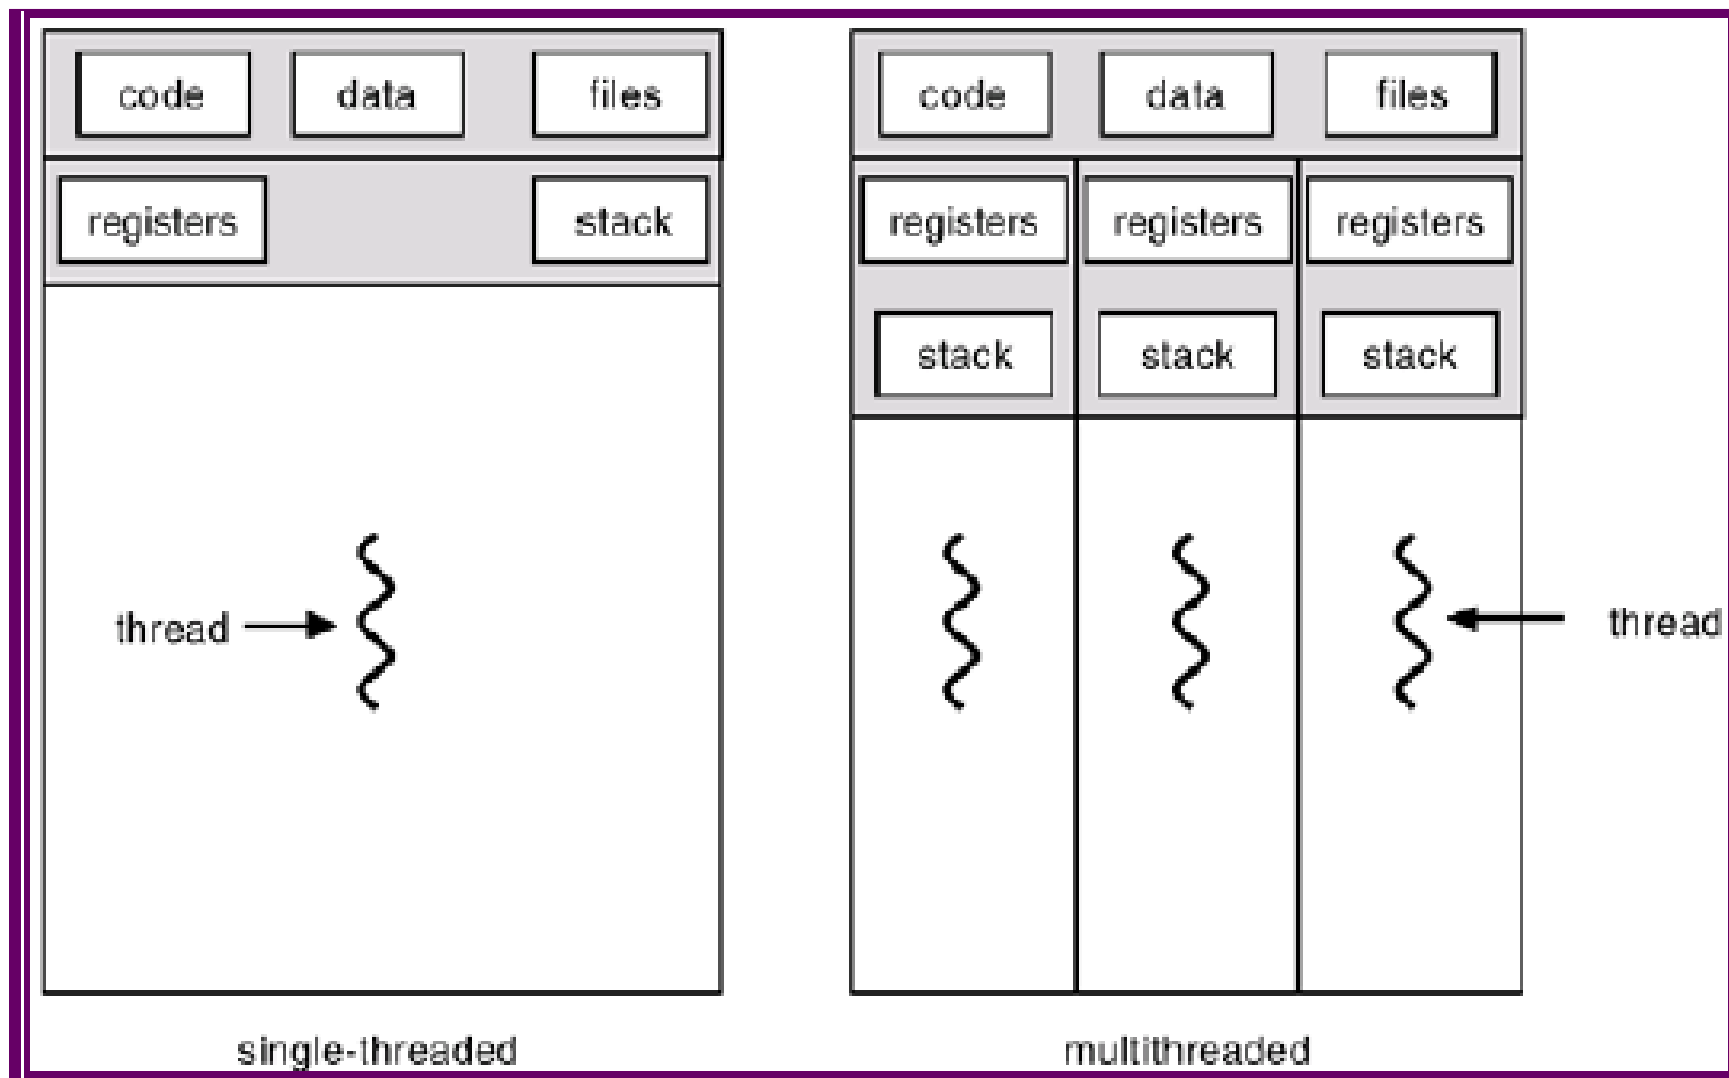 code data files
registers stack
thread
single-threaded
code data files
registers registers registers
stack stack stack
thread
multithreaded